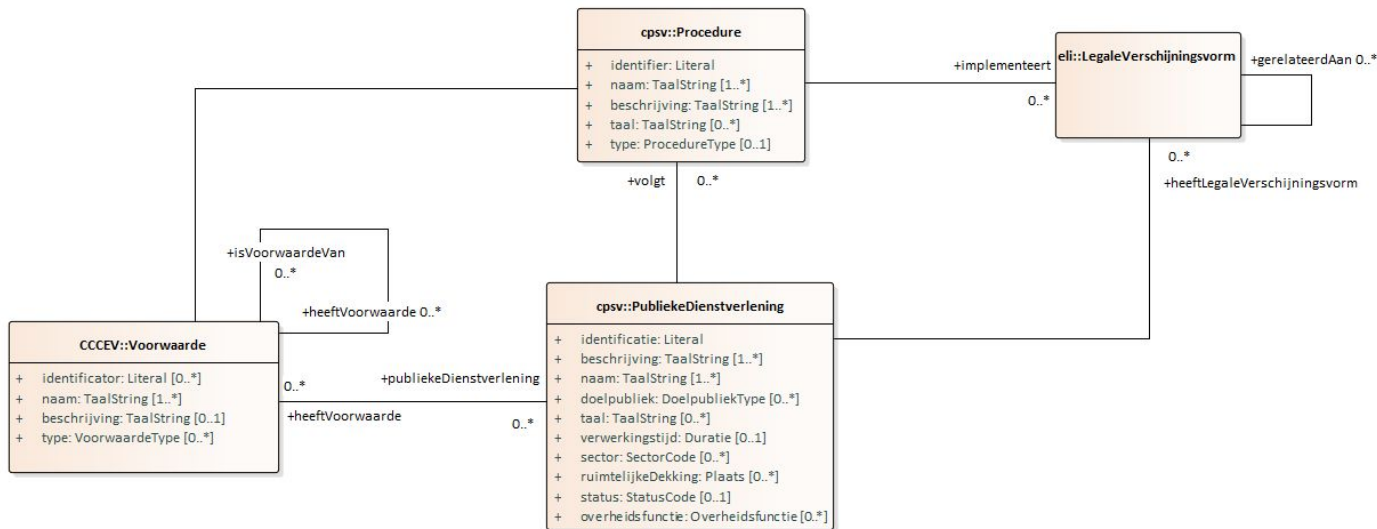 cpsv::Procedure
+ identifier: Literal
+ naam: TaalString [1..*]
+ beschrijving: TaalString [1..*]
+ taal: TaalString [0..*]
+ type: ProcedureType [0..1]
+implementeert
0..*
eli::LegaleVerschijningsvorm
+gerelateerdAan 0..*
0..*
+heeftLegaleVerschijningsvorm
+volgt
0..*
+isVoorwaardeVan
0..*
+heeftVoorwaarde 0..*
CCCEV::Voorwaarde
+ identificator: Literal [0..*]
+ naam: TaalString [1..*]
+ beschrijving: TaalString [0..1]
+ type: VoorwaardeType [0..*]
0..*
+publiekeDienstverlening
+heeftVoorwaarde
0..*
cpsv::PubliekeDienstverlening
+ identificatie: Literal
+ beschrijving: TaalString [1..*]
+ naam: TaalString [1..*]
+ doelpubliek: DoelpubliekType [0..*]
+ taal: TaalString [0..*]
+ verwerkingstijd: Duratie [0..1]
+ sector: SectorCode [0..*]
+ ruimtelijkeDekking: Plaats [0..*]
+ status: StatusCode [0..1]
+ overheidsfunctie: Overheidsfunctie [0..*]